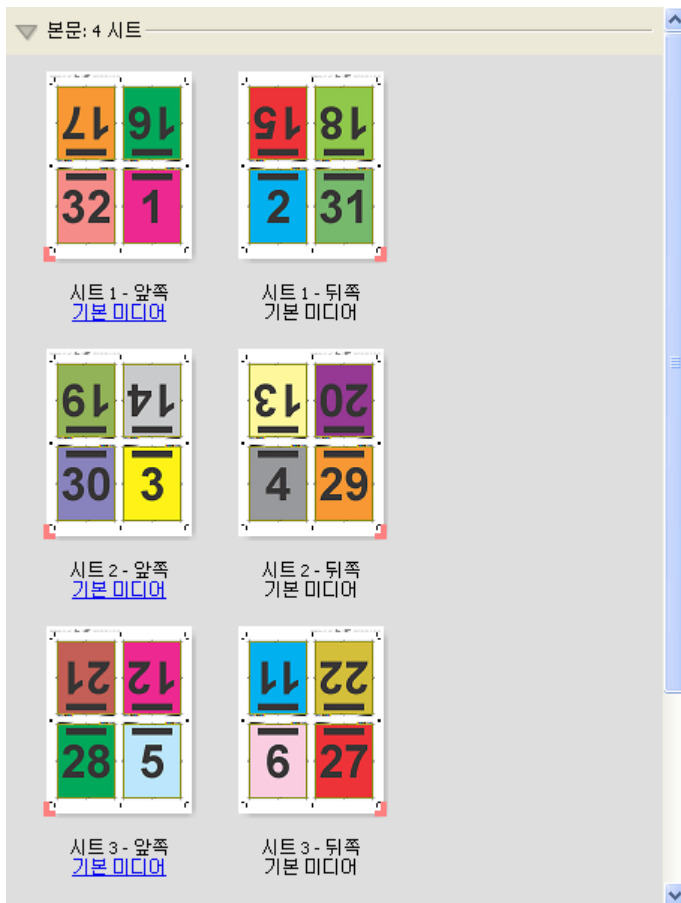 본문: 4 시트
17 16
32 1
15 18
2 31
시트 1 - 앞쪽
기본 미디어
시트 1 - 뒤쪽
기본 미디어
19 14
30 3
13 20
4 29
시트 2 - 앞쪽
기본 미디어
시트 2 - 뒤쪽
기본 미디어
21 12
28 5
11 22
6 27
시트 3 - 앞쪽
기본 미디어
시트 3 - 뒤쪽
기본 미디어